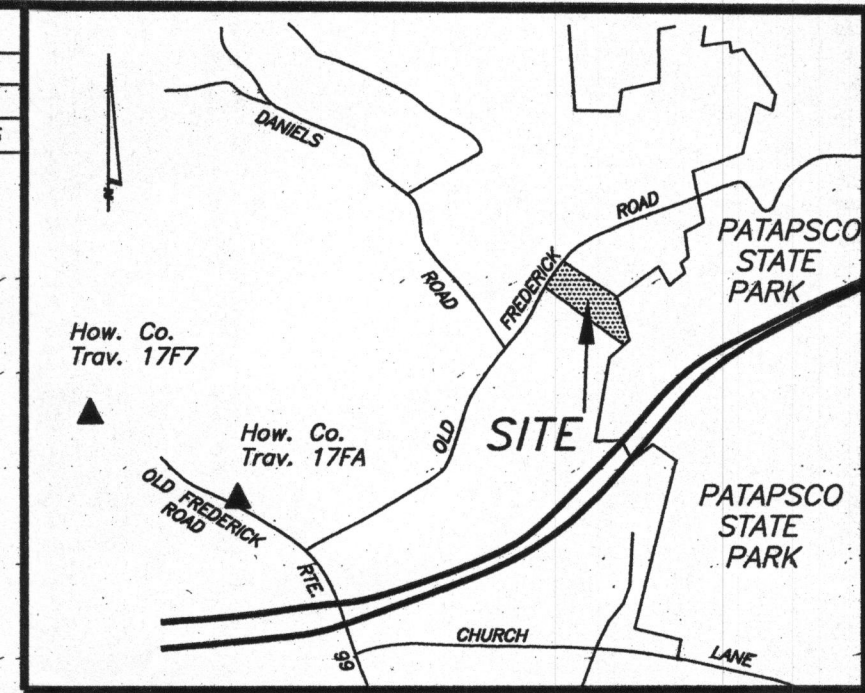 DANIELS
ROAD
FREDERICK
ROAD
OLD
PATAPSCO
STATE
PARK
How. Co.
Trav. 17F7
SITE
How. Co.
Trav. 17FA
OLD FREDERICK
ROAD
PATAPSCO
STATE
PARK
RTE.
99
CHURCH
LANE